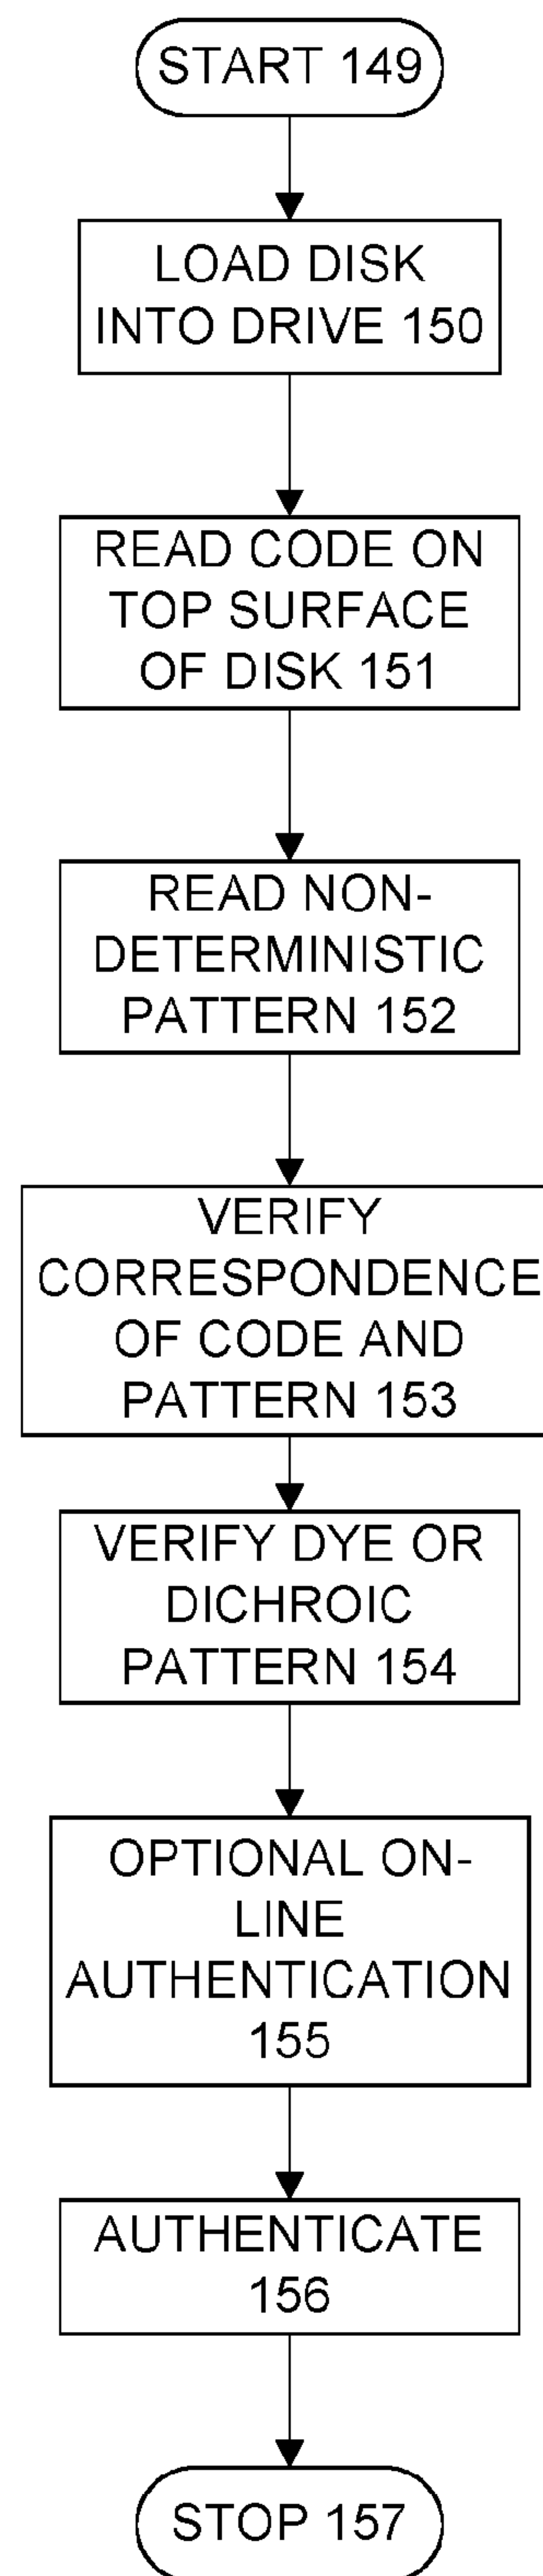 START 149
LOAD DISK
INTO DRIVE 150
READ CODE ON
TOP SURFACE
OF DISK 151
READ NON-
DETERMINISTIC
PATTERN 152
VERIFY
CORRESPONDENCE
OF CODE AND
PATTERN 153
VERIFY DYE OR
DICHROIC
PATTERN 154
OPTIONAL ON-
LINE
AUTHENTICATION
155
AUTHENTICATE
156
STOP 157